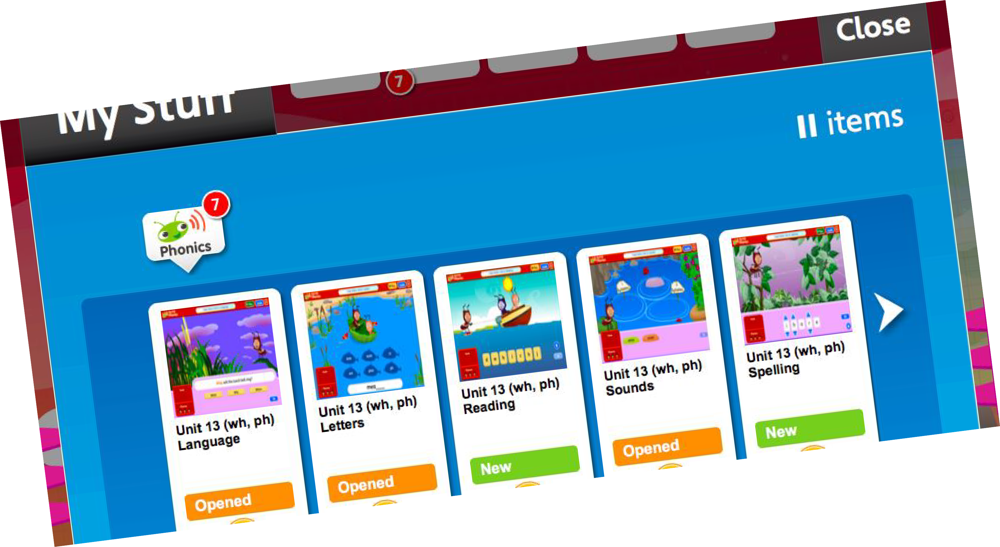 Close
My Stuff
7
11 items
7
Phonics
Unit 13 (wh, ph)
Language
Opened
Unit 13 (wh, ph)
Letters
Opened
Unit 13 (wh, ph)
Reading
New
Unit 13 (wh, ph)
Sounds
Opened
Unit 13 (wh, ph)
Spelling
New